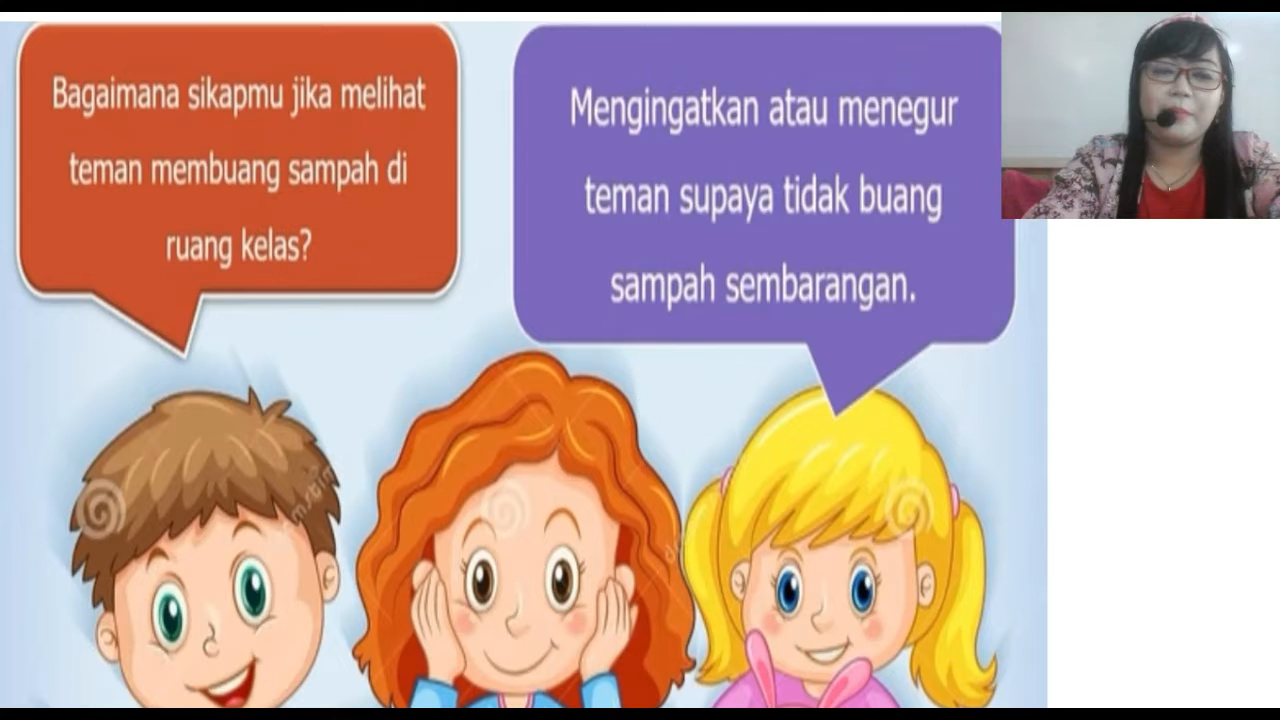 Bagaimana sikapmu jika melihat
teman membuang sampah di
ruang kelas?
Mengingatkan atau menegur
teman supaya tidak buang
sampah sembarangan.